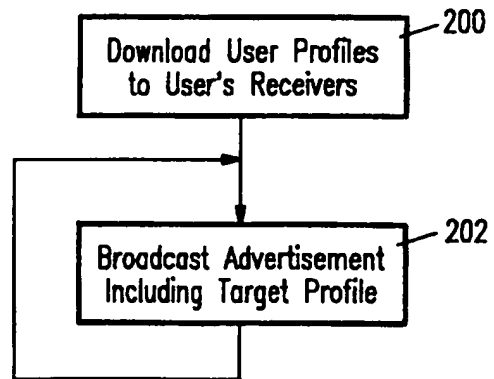 Download User Profiles
to User's Receivers
200
Broadcast Advertisement
Including Target Profile
202